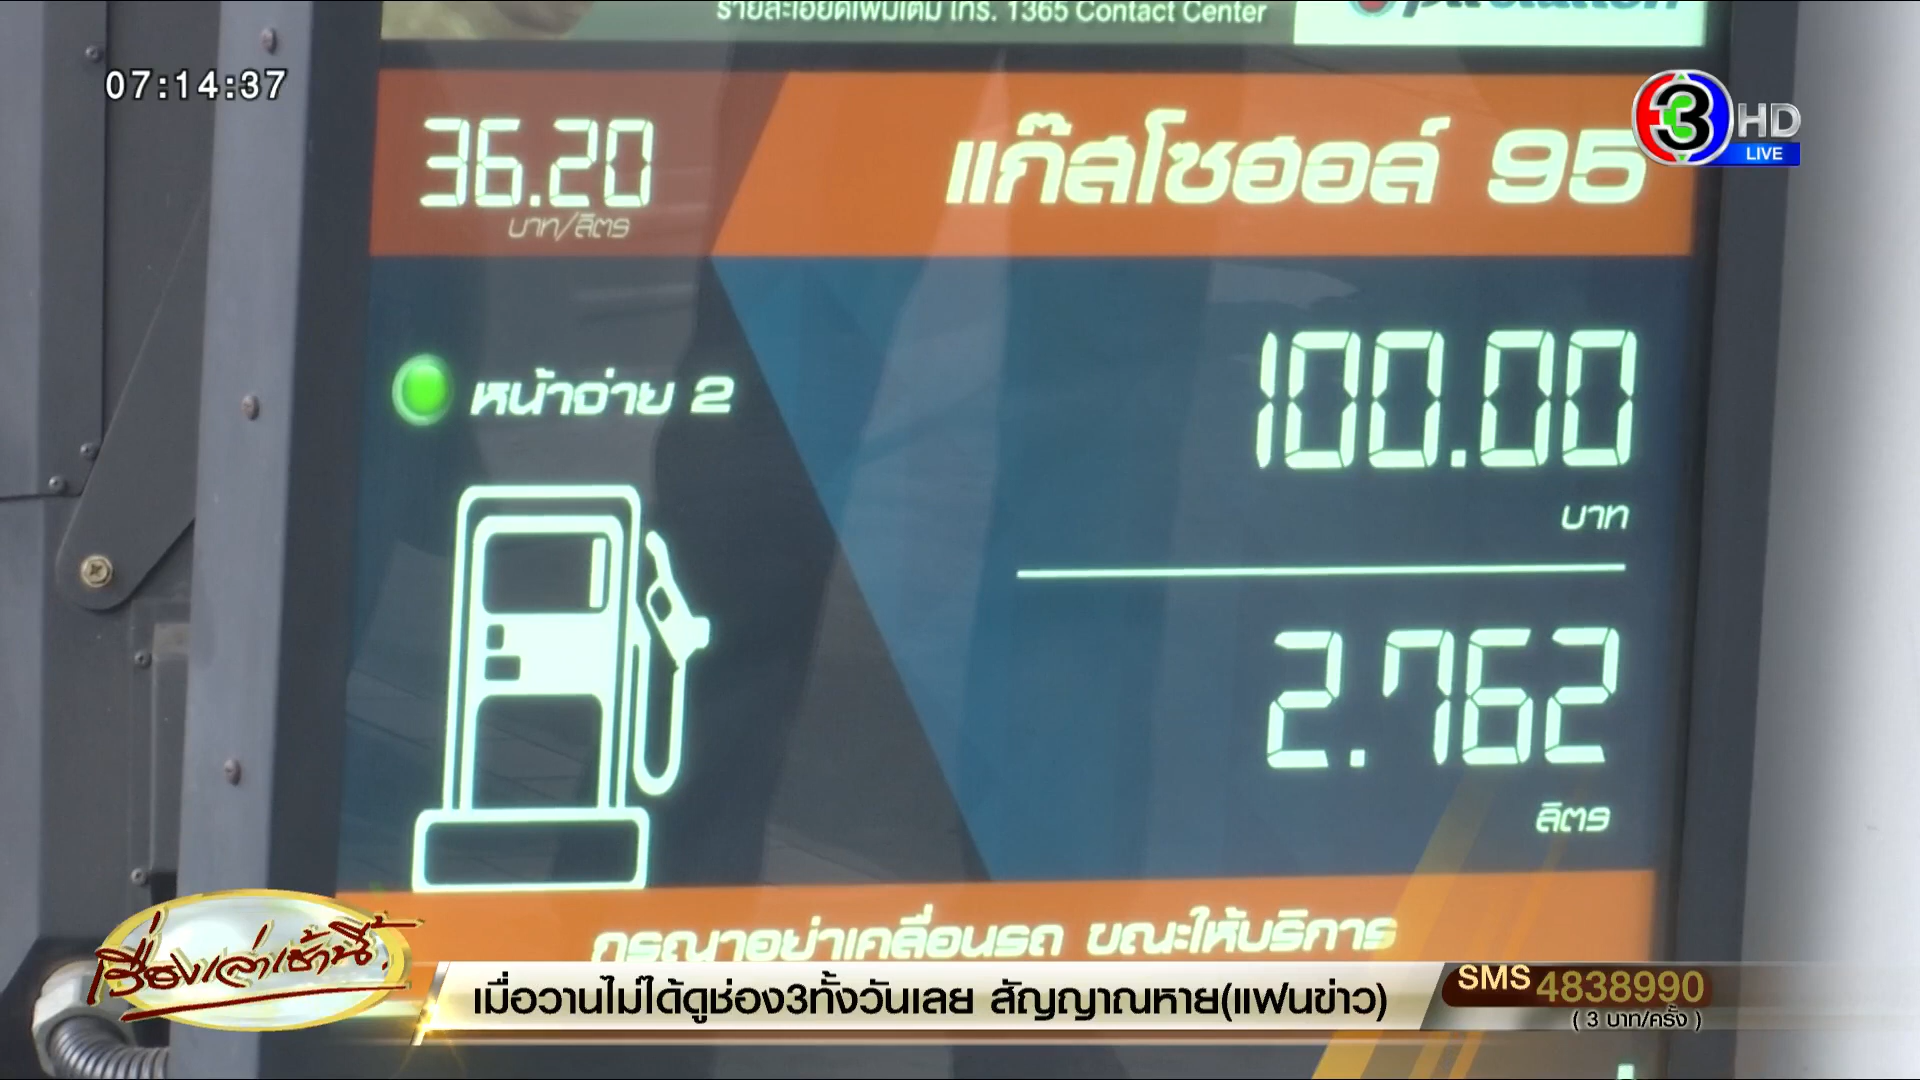 รายละเอียดเพิ่มเติม โทร. 1365 Contact Center
07:14:37
3 HD
LIVE
36.20
บาท/ลิตร
แก๊สโซฮอล์ 95
หน้าจ่าย 2
100.00
บาท
2.762
ลิตร
กรุณาอย่าเคลื่อนรถ ขณะให้บริการ
เรื่องเล่าเช้านี้
เมื่อวานไม่ได้ดูช่อง3ทั้งวันเลย สัญญาณหาย(แฟนข่าว)
SMS 4838990
( 3 บาท/ครั้ง )